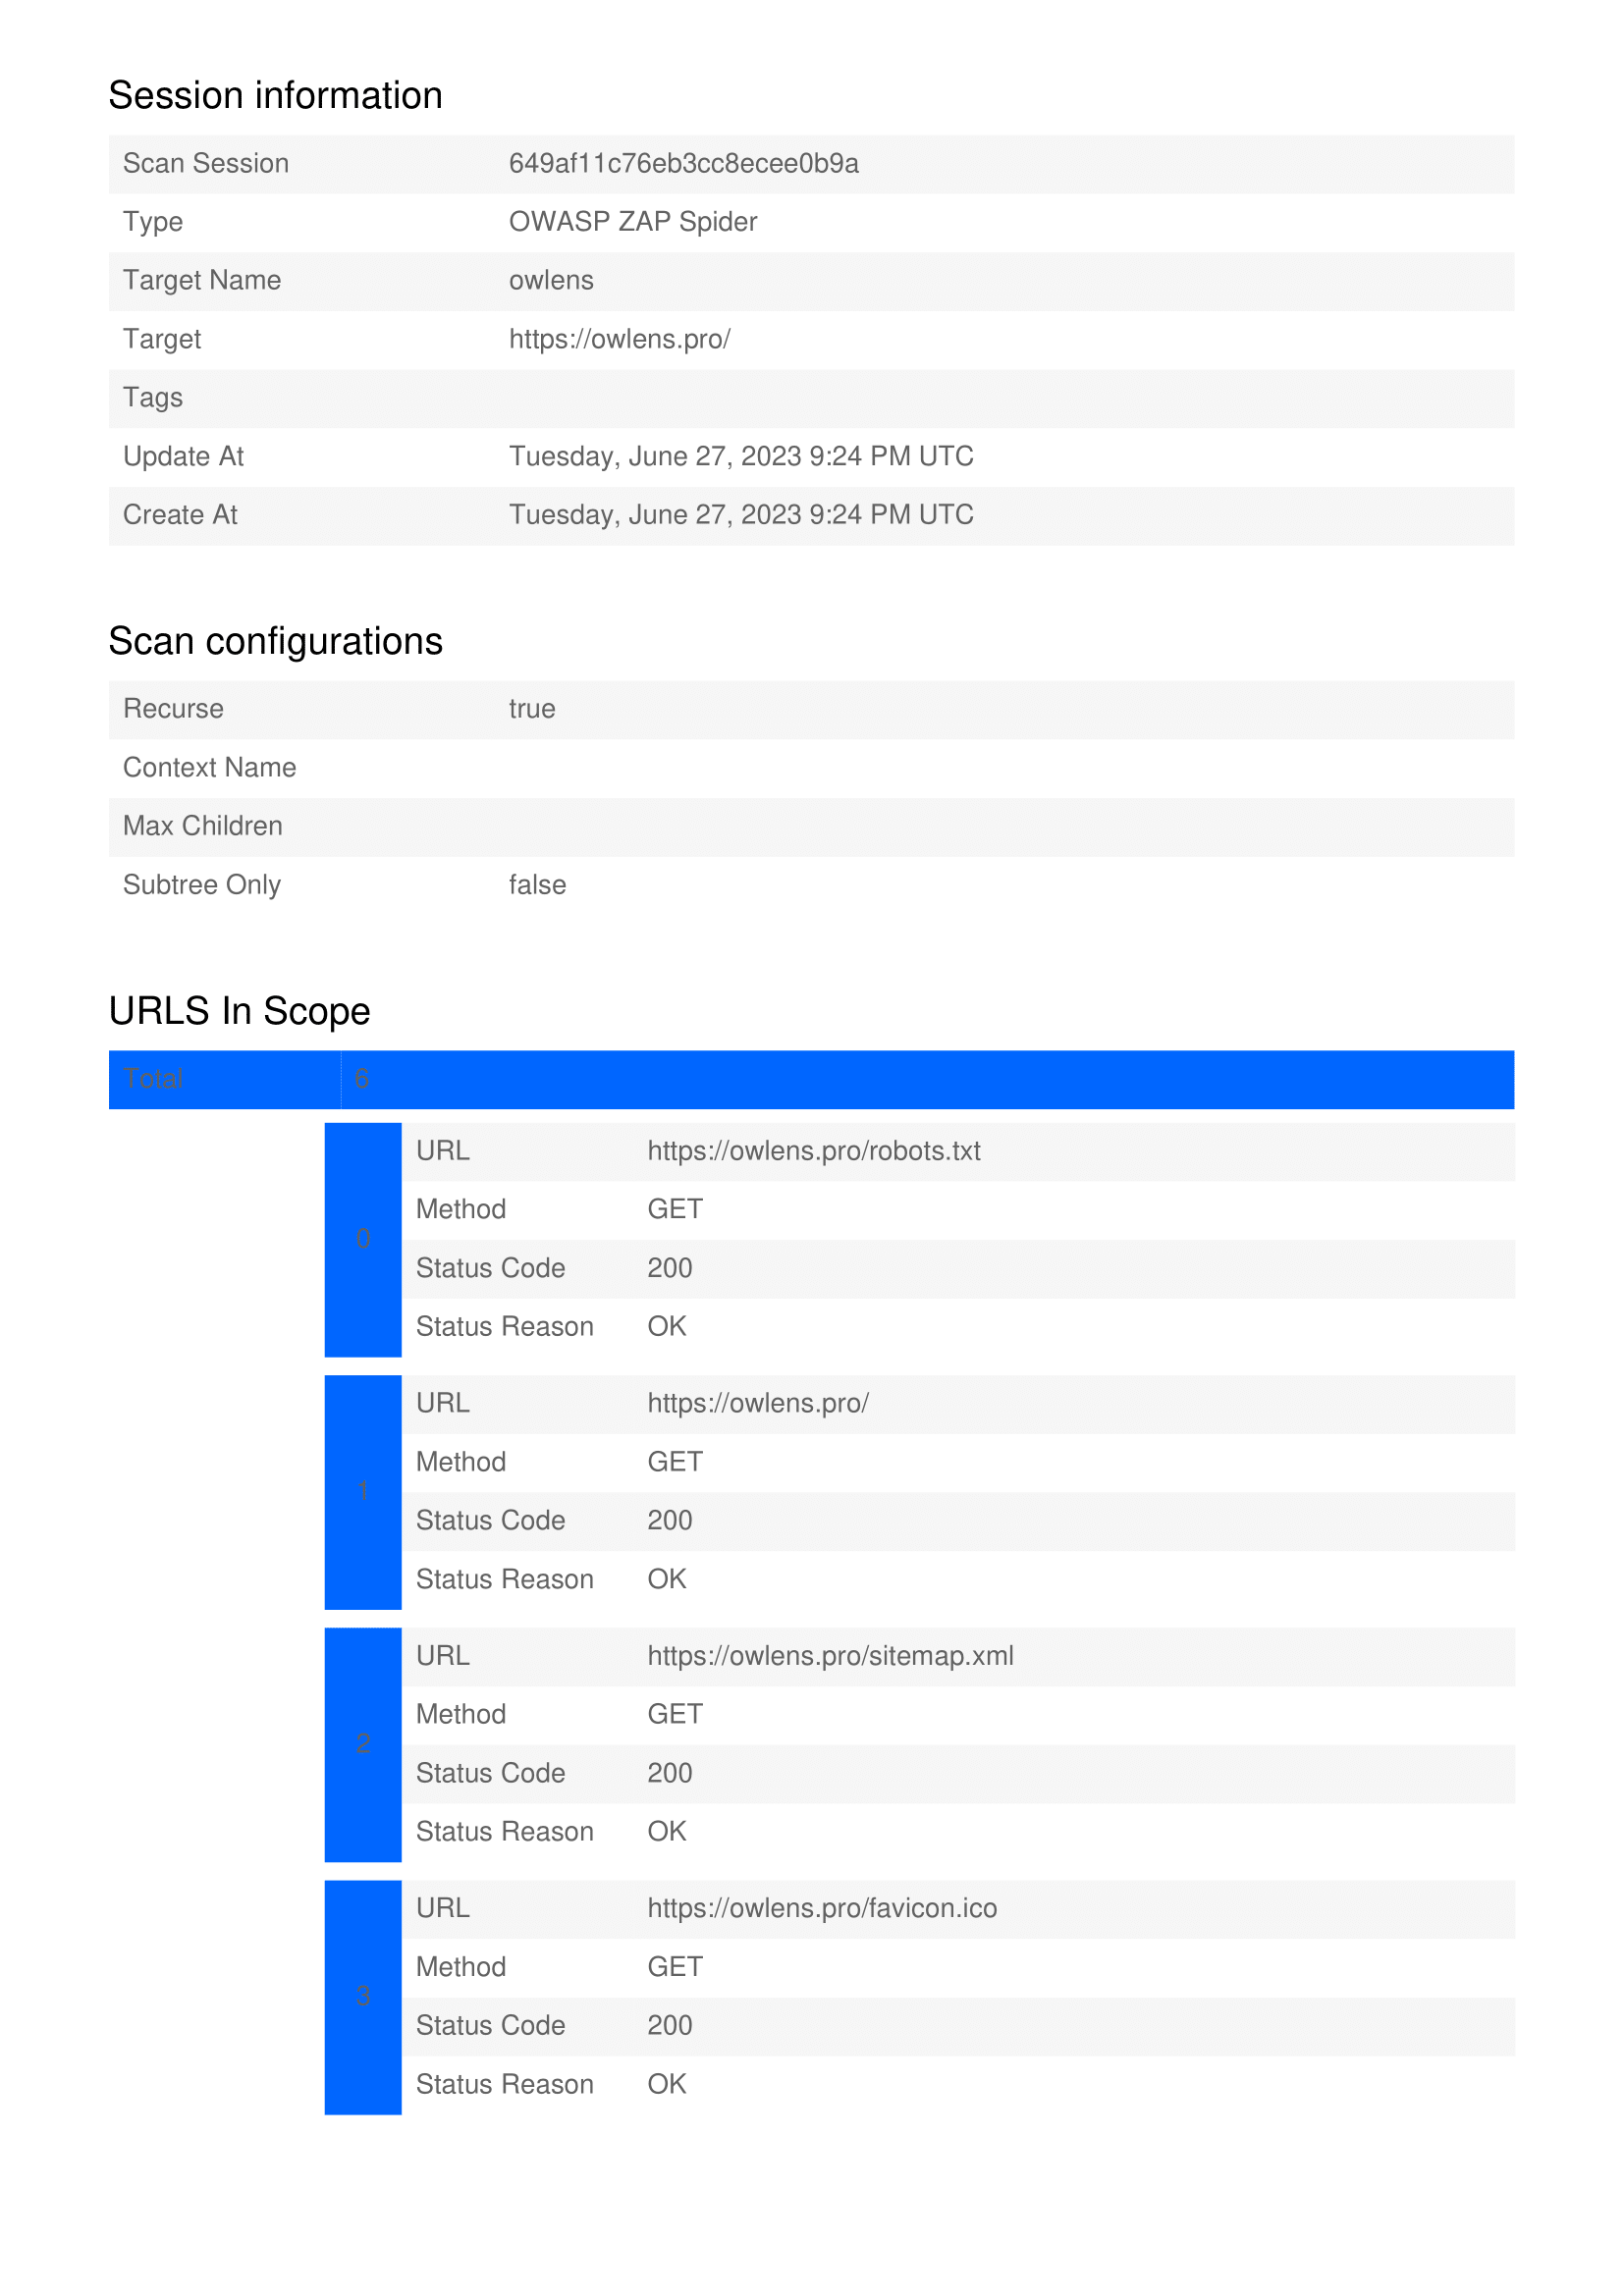 Session information
Scan Session 649af11c76eb3cc8ecee0b9a
Type OWASP ZAP Spider
Target Name owlens
Target https://owlens.pro/
Tags
Update At Tuesday, June 27, 2023 9:24 PM UTC
Create At Tuesday, June 27, 2023 9:24 PM UTC
Scan configurations
Recurse true
Context Name
Max Children
Subtree Only false
URLS In Scope
Total 6
0
URL https://owlens.pro/robots.txt
Method GET
Status Code 200
Status Reason OK
1
URL https://owlens.pro/
Method GET
Status Code 200
Status Reason OK
2
URL https://owlens.pro/sitemap.xml
Method GET
Status Code 200
Status Reason OK
3
URL https://owlens.pro/favicon.ico
Method GET
Status Code 200
Status Reason OK